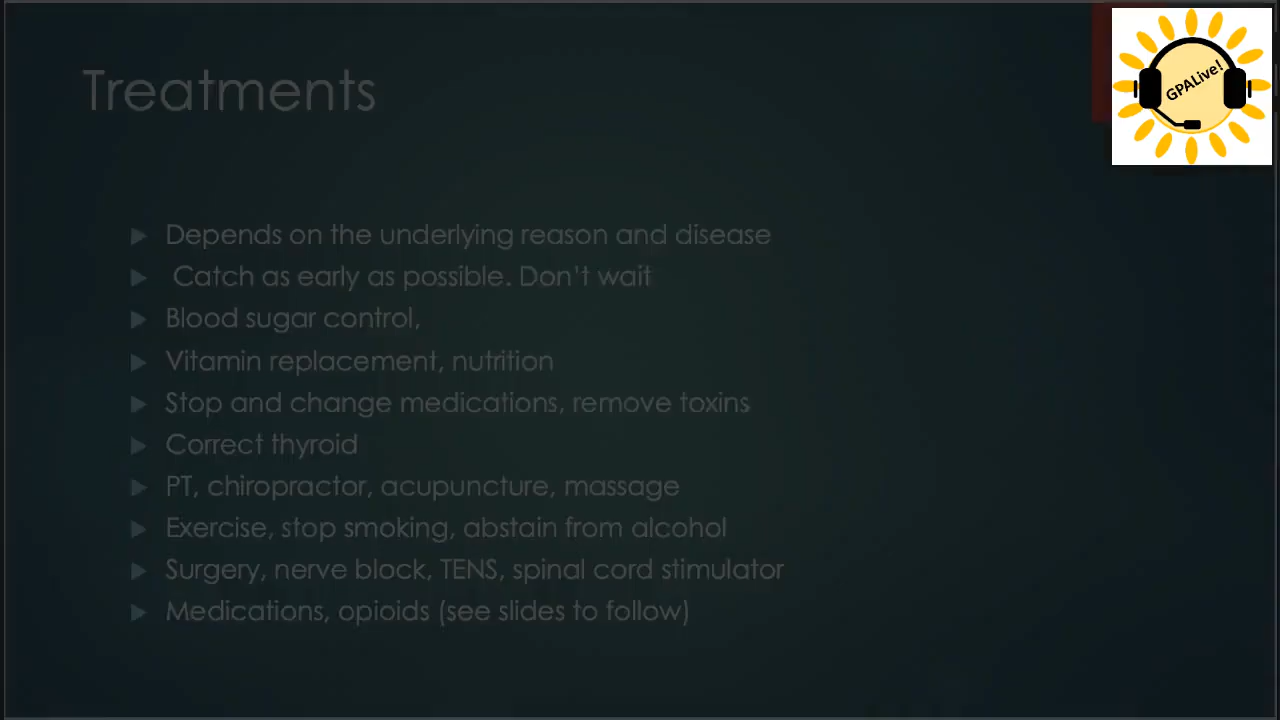 Treatments
GPALive!
Depends on the underlying reason and disease
Catch as early as possible. Don't wait
Blood sugar control,
Vitamin replacement, nutrition
Stop and change medications, remove toxins
Correct thyroid
PT, chiropractor, acupuncture, massage
Exercise, stop smoking, abstain from alcohol
Surgery, nerve block, TENS, spinal cord stimulator
Medications, opioids (see slides to follow)